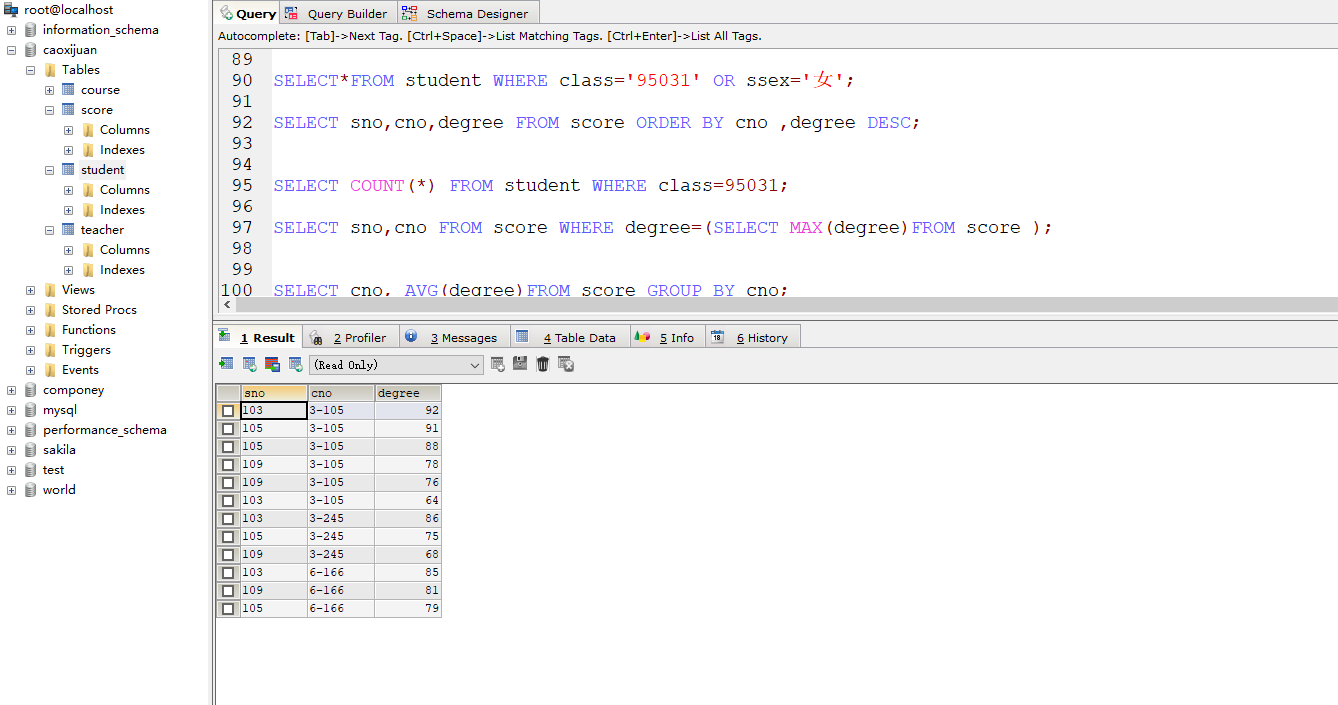 root@localhost
information_schema
caoxijuan
Tables
course
score
Columns
Indexes
student
Columns
Indexes
teacher
Columns
Indexes
Views
Stored Procs
Functions
Triggers
Events
componey
mysql
performance_schema
sakila
test
world
Query Query Builder Schema Designer
Autocomplete: [Tab]->Next Tag. [Ctrl+Space]->List Matching Tags. [Ctrl+Enter]->List All Tags.
89
90 SELECT*FROM student WHERE class='95031' OR ssex='女';
91
92 SELECT sno,cno,degree FROM score ORDER BY cno ,degree DESC;
93
94
95 SELECT COUNT(*) FROM student WHERE class=95031;
96
97 SELECT sno,cno FROM score WHERE degree=(SELECT MAX(degree)FROM score );
98
99
100 SELECT cno, AVG(degree)FROM score GROUP BY cno;
1 Result 2 Profiler 3 Messages 4 Table Data 5 Info 18 6 History
(Read Only)
sno cno degree
103 3-105 92
105 3-105 91
105 3-105 88
109 3-105 78
109 3-105 76
103 3-105 64
103 3-245 86
105 3-245 75
109 3-245 68
103 6-166 85
109 6-166 81
105 6-166 79